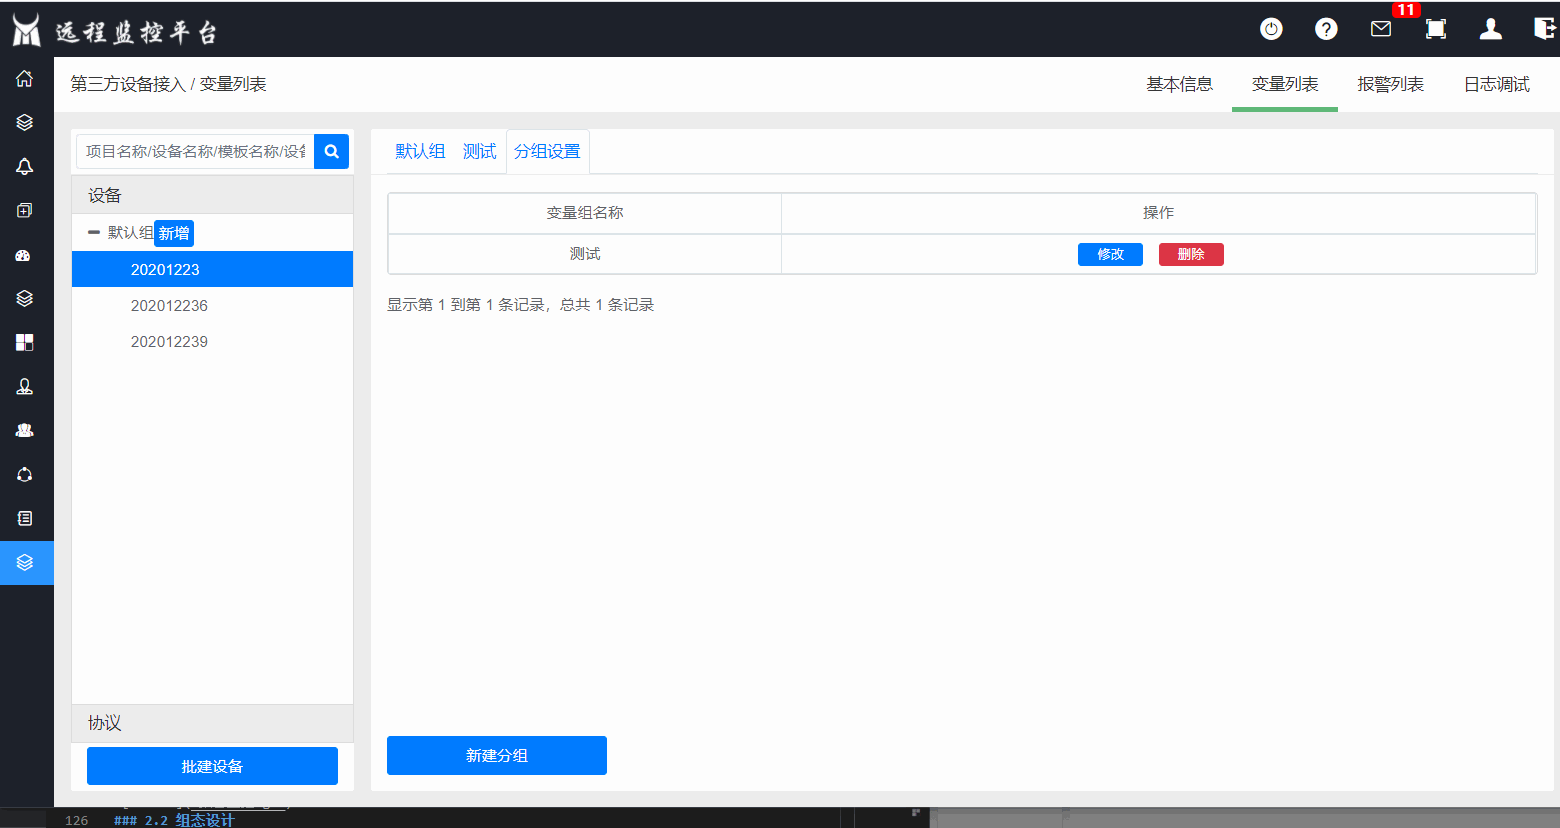 远程监控平台
11
第三方设备接入 / 变量列表
基本信息
变量列表
报警列表
日志调试
项目名称/设备名称/模板名称/设
设备
默认组 新增
20201223
202012236
202012239
协议
批建设备
默认组
测试
分组设置
变量组名称
操作
测试
修改
删除
显示第 1 到第 1 条记录，总共 1 条记录
新建分组
126 ### 2.2 组态设计